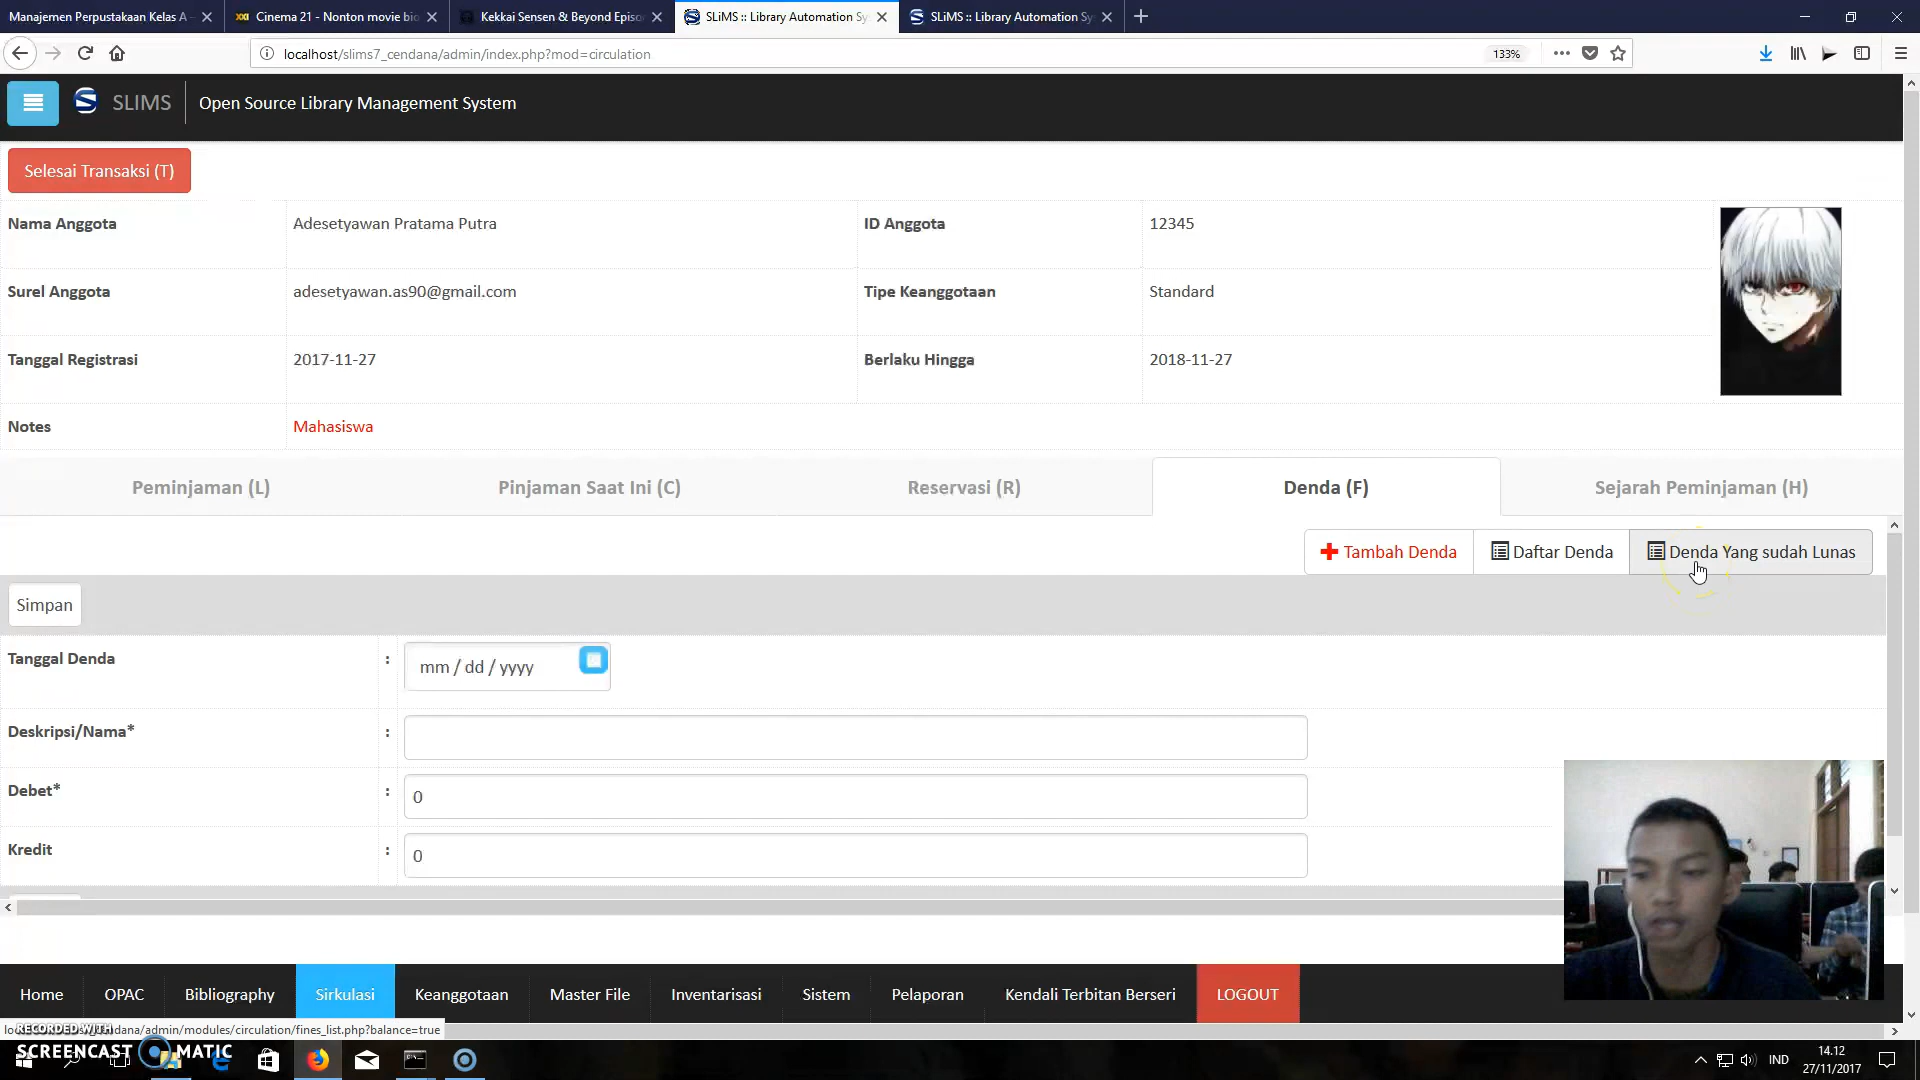 Manajemen Perpustakaan Kelas A
Cinema 21 - Nonton movie bio
Kekkai Sensen & Beyond Episo
SLiMS :: Library Automation Sy
SLiMS :: Library Automation Sy
localhost/slims7_cendana/admin/index.php?mod=circulation
133%
SLIMS
Open Source Library Management System
Selesai Transaksi (T)
Nama Anggota
Adesetyawan Pratama Putra
ID Anggota
12345
Surel Anggota
adesetyawan.as90@gmail.com
Tipe Keanggotaan
Standard
Tanggal Registrasi
2017-11-27
Berlaku Hingga
2018-11-27
Notes
Mahasiswa
Peminjaman (L)
Pinjaman Saat Ini (C)
Reservasi (R)
Denda (F)
Sejarah Peminjaman (H)
Tambah Denda
Daftar Denda
Denda Yang sudah Lunas
Simpan
Tanggal Denda
:
mm / dd / yyyy
Deskripsi/Nama*
:
Debet*
:
0
Kredit
:
0
Home
OPAC
Bibliography
Sirkulasi
Keanggotaan
Master File
Inventarisasi
Sistem
Pelaporan
Kendali Terbitan Berseri
LOGOUT
cendana/admin/modules/circulation/fines_list.php?balance=true
RECORDED WITH
SCREENCAST MATIC
IND
14.12
27/11/2017